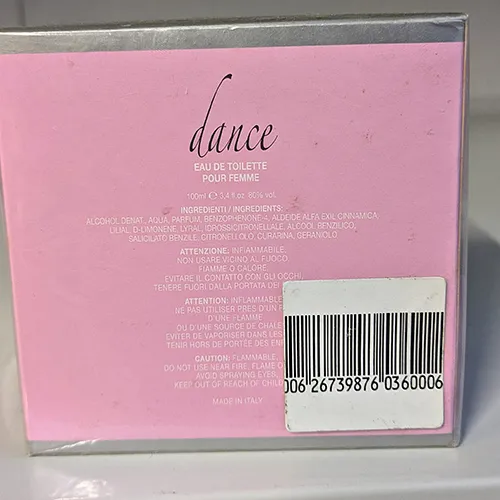 dance
EAU DE TOILETTE
POUR FEMME
100ml ℮ 3,4 fl.oz. 80% vol.
INGREDIENTI / INGREDIENTS:
ALCOHOL DENAT., AQUA, PARFUM, BENZOPHENONE-4, ALDEIDE ALFA EXIL CINNAMICA,
LILIAL, D-LIMONENE, LYRAL, IDROSSICITRONELLALE, ALCOOL BENZILICO,
SALICILATO BENZILE, CITRONELLOLO, CUMARINA, GERANIOLO
ATTENZIONE: INFIAMMABILE.
NON USARE VICINO AL FUOCO,
FIAMME O CALORE.
EVITARE IL CONTATTO CON GLI OCCHI.
TENERE FUORI DALLA PORTATA DEI
ATTENTION: INFLAMMABLE
NE PAS UTILISER PRES D'UN F
D'UNE FLAMME
OU D'UNE SOURCE DE CHALE
EVITER DE VAPORISER DANS LES
TENIR HORS DE PORTÉE DES ENF
CAUTION: FLAMMABLE.
DO NOT USE NEAR FIRE, FLAME O
AVOID SPRAYING EYES.
KEEP OUT OF REACH OF CHILD
MADE IN ITALY
006 26739876 0360006